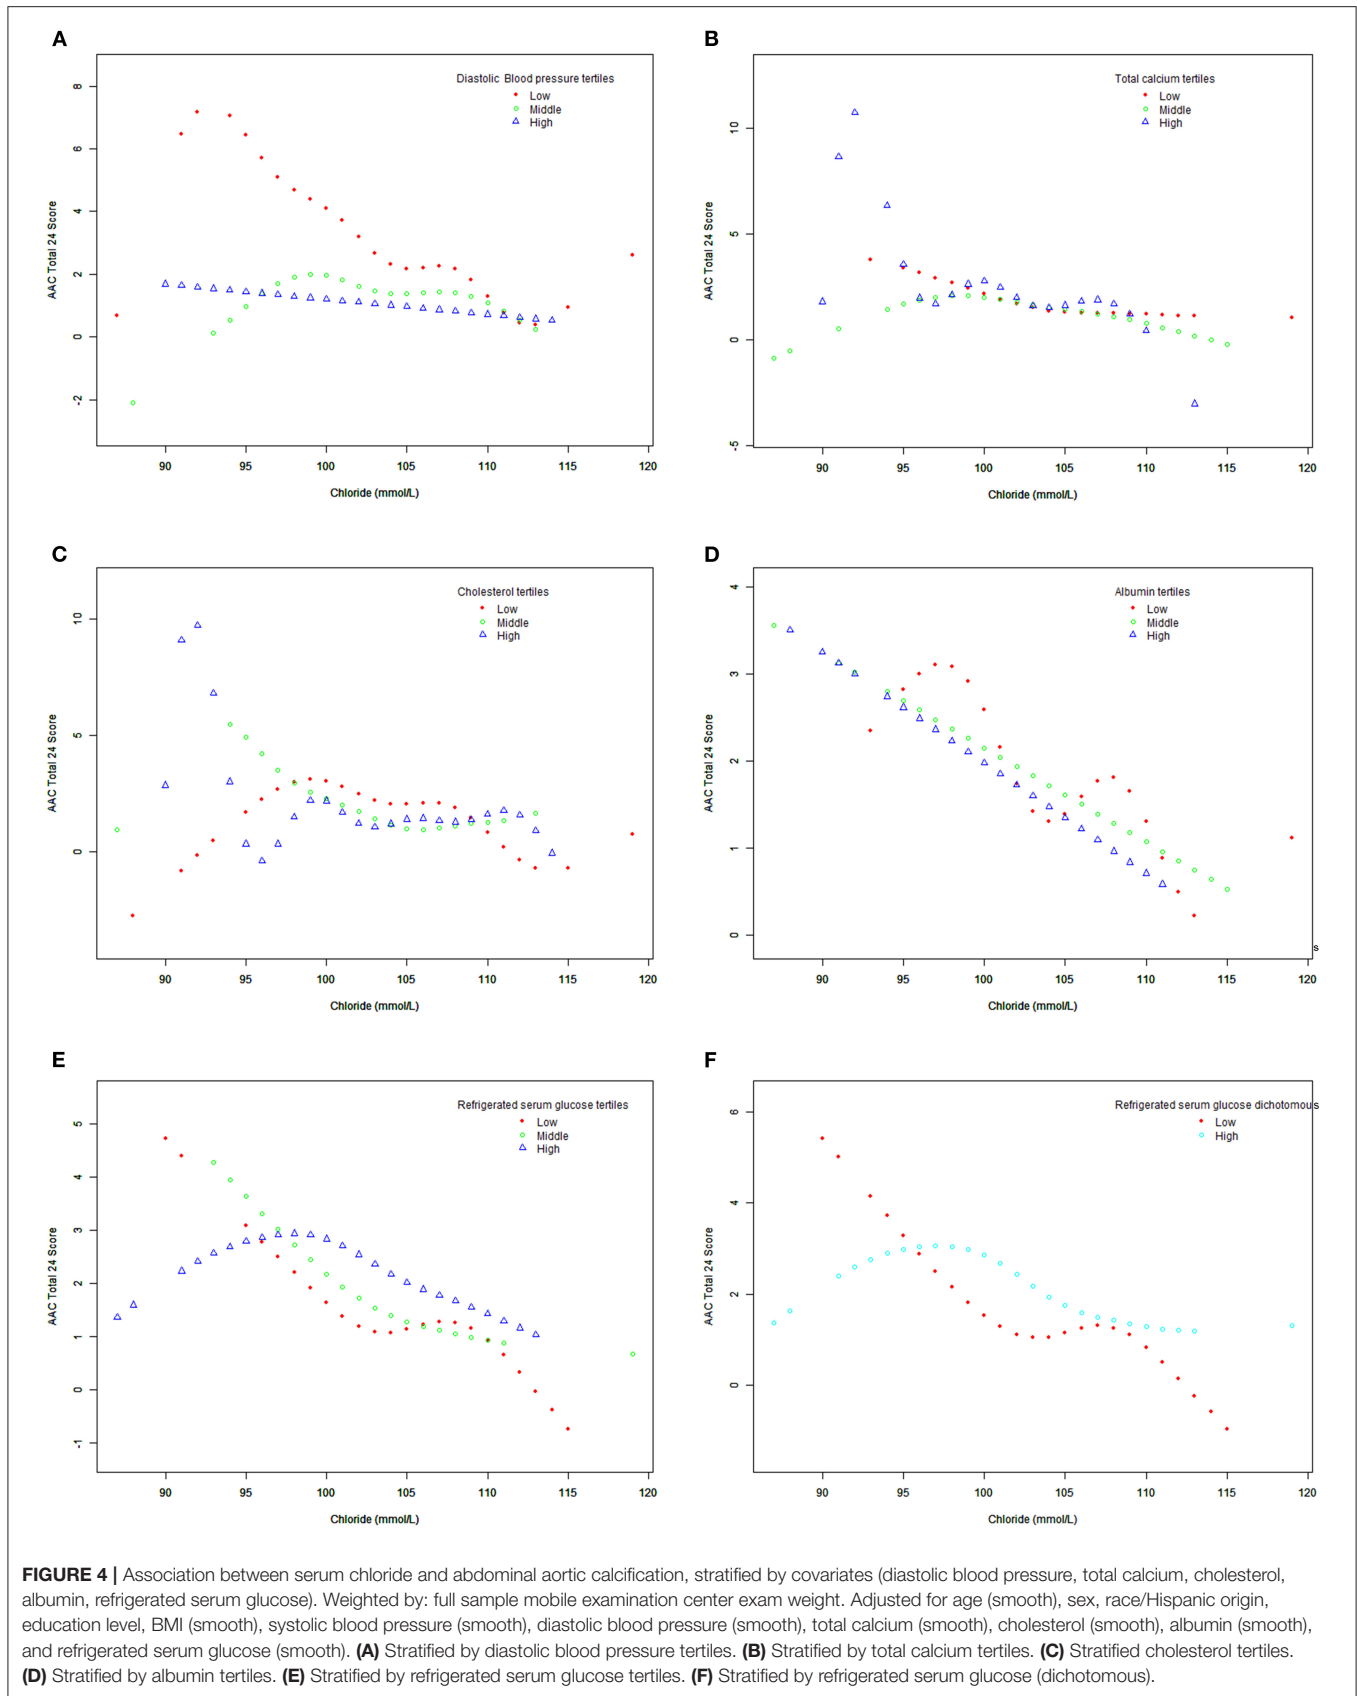 A
Diastolic Blood pressure tertiles
Low
Middle
High
8
6
4
2
0
-2
AAC Total 24 Score
90 95 100 105 110 115 120
Chloride (mmol/L)
B
Total calcium tertiles
Low
Middle
High
10
5
0
-5
AAC Total 24 Score
90 95 100 105 110 115 120
Chloride (mmol/L)
C
Cholesterol tertiles
Low
Middle
High
10
5
0
AAC Total 24 Score
90 95 100 105 110 115 120
Chloride (mmol/L)
D
Albumin tertiles
Low
Middle
High
4
3
2
1
0
AAC Total 24 Score
s
90 95 100 105 110 115 120
Chloride (mmol/L)
E
Refrigerated serum glucose tertiles
Low
Middle
High
5
4
3
2
1
0
-1
AAC Total 24 Score
90 95 100 105 110 115 120
Chloride (mmol/L)
F
Refrigerated serum glucose dichotomous
Low
High
6
4
2
0
AAC Total 24 Score
90 95 100 105 110 115 120
Chloride (mmol/L)
FIGURE 4 | Association between serum chloride and abdominal aortic calcification, stratified by covariates (diastolic blood pressure, total calcium, cholesterol,
albumin, refrigerated serum glucose). Weighted by: full sample mobile examination center exam weight. Adjusted for age (smooth), sex, race/Hispanic origin,
education level, BMI (smooth), systolic blood pressure (smooth), diastolic blood pressure (smooth), total calcium (smooth), cholesterol (smooth), albumin (smooth),
and refrigerated serum glucose (smooth). (A) Stratified by diastolic blood pressure tertiles. (B) Stratified by total calcium tertiles. (C) Stratified cholesterol tertiles.
(D) Stratified by albumin tertiles. (E) Stratified by refrigerated serum glucose tertiles. (F) Stratified by refrigerated serum glucose (dichotomous).